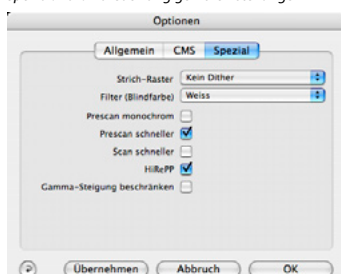 Optionen
Allgemein CMS Spezial
Strich-Raster Kein Dither
Filter (Blindfarbe) Weiss
Prescan monochrom
Prescan schneller
Scan schneller
HiRePP
Gamma-Steigung beschränken
Übernehmen Abbruch OK